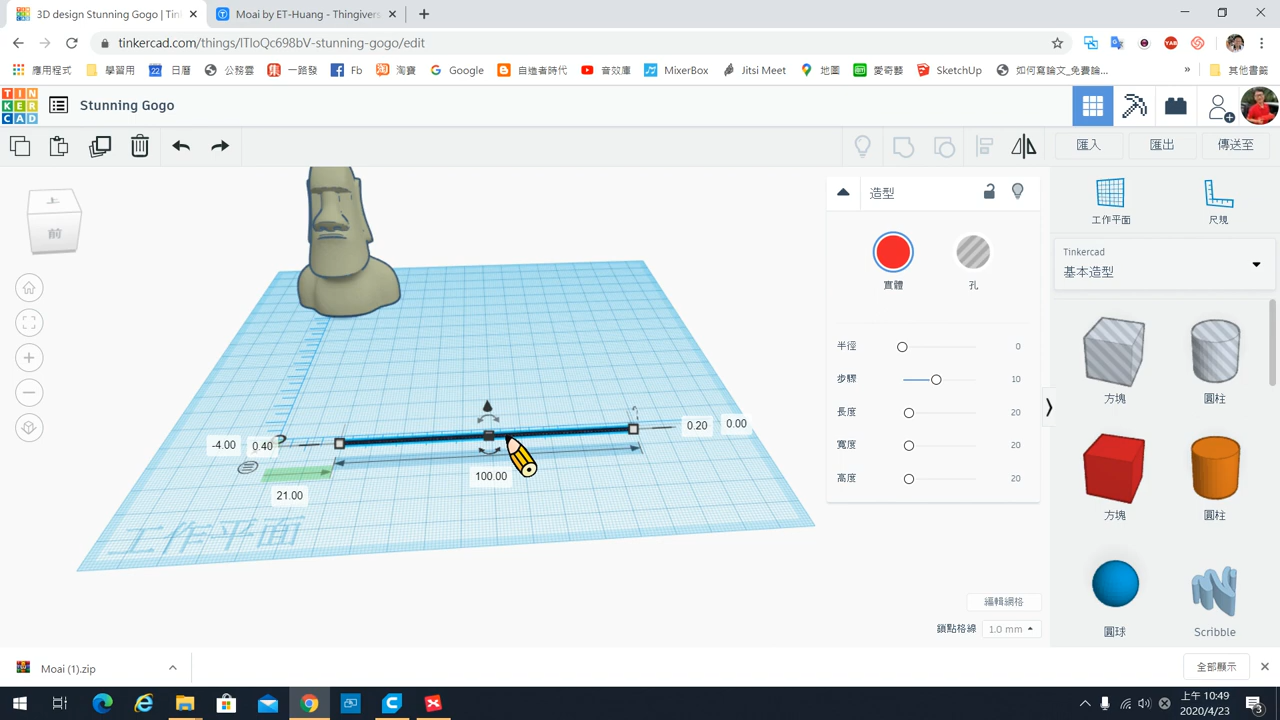 3D design Stunning Gogo | Tin
Moai by ET-Huang - Thingivers
tinkercad.com/things/lTloQc698bV-stunning-gogo/edit
應用程式
學習用
22
日曆
公務雲
集
一路發
Fb
淘寶
Google
自造者時代
音效庫
MixerBox
Jitsi Meet
地圖
愛奇藝
SketchUp
如何寫論文_免費論...
»
其他書籤
TIN
KER
CAD
Stunning Gogo
匯入
匯出
傳送至
上
前
造型
實體
孔
半徑
0
步驟
10
長度
20
寬度
20
高度
20
工作平面
尺規
Tinkercad
基本造型
方塊
圓柱
方塊
圓柱
圓球
Scribble
-4.00
0.40
0.20
0.00
100.00
21.00
工作平面
編輯網格
鎖點格線
1.0 mm
Moai (1).zip
全部顯示
上午 10:49
2020/4/23
3